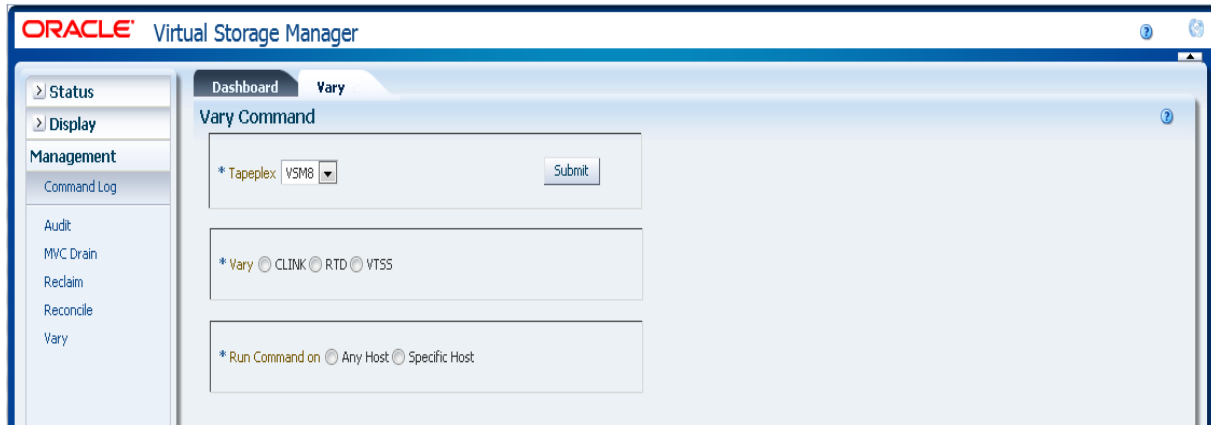 ORACLE Virtual Storage Manager
Status
Display
Management
Command Log
Audit
MVC Drain
Reclaim
Reconcile
Vary
Dashboard Vary
Vary Command
* Tapeplex VSM8 Submit
* Vary CLINK RTD VTSS
* Run Command on Any Host Specific Host